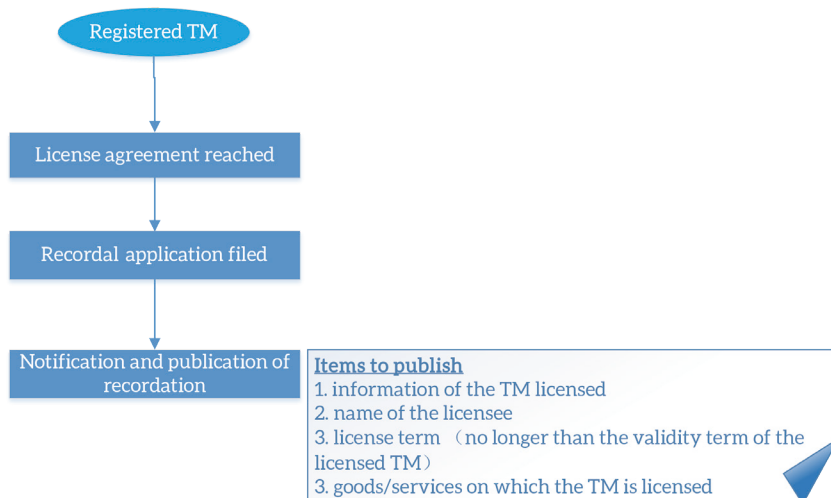 Registered TM
License agreement reached
Recordal application filed
Notification and publication of
recordation
Items to publish
1. information of the TM licensed
2. name of the licensee
3. license term （no longer than the validity term of the
licensed TM）
3. goods/services on which the TM is licensed